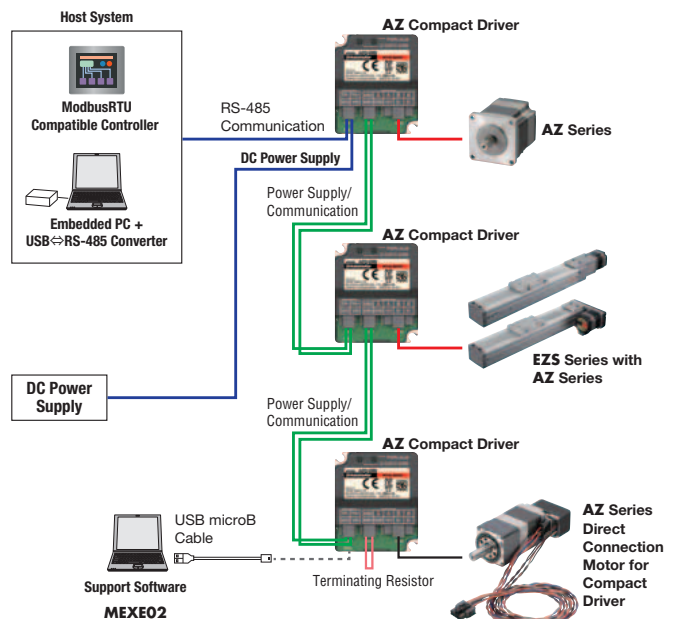 Host System
ModbusRTU
Compatible Controller
Embedded PC +
USB⇔RS-485 Converter
RS-485
Communication
DC Power Supply
AZ Compact Driver
AZ Series
Power Supply/
Communication
AZ Compact Driver
EZS Series with
AZ Series
DC Power
Supply
Power Supply/
Communication
AZ Compact Driver
USB microB
Cable
Support Software
MEXE02
Terminating Resistor
AZ Series
Direct
Connection
Motor for
Compact
Driver